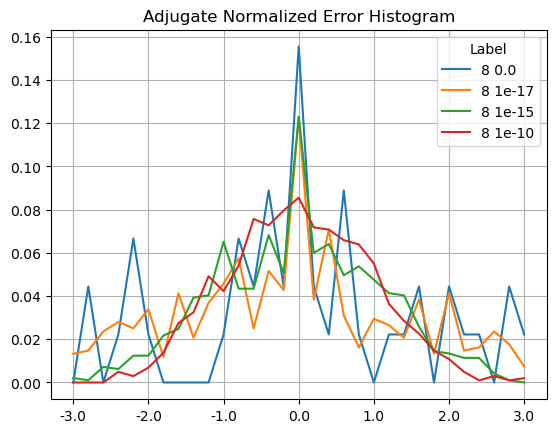 Adjugate Normalized Error Histogram
0.16
0.14
0.12
0.10
0.08
0.06
0.04
0.02
0.00
-3.0 -2.0 -1.0 0.0 1.0 2.0 3.0
Label
8 0.0
8 1e-17
8 1e-15
8 1e-10